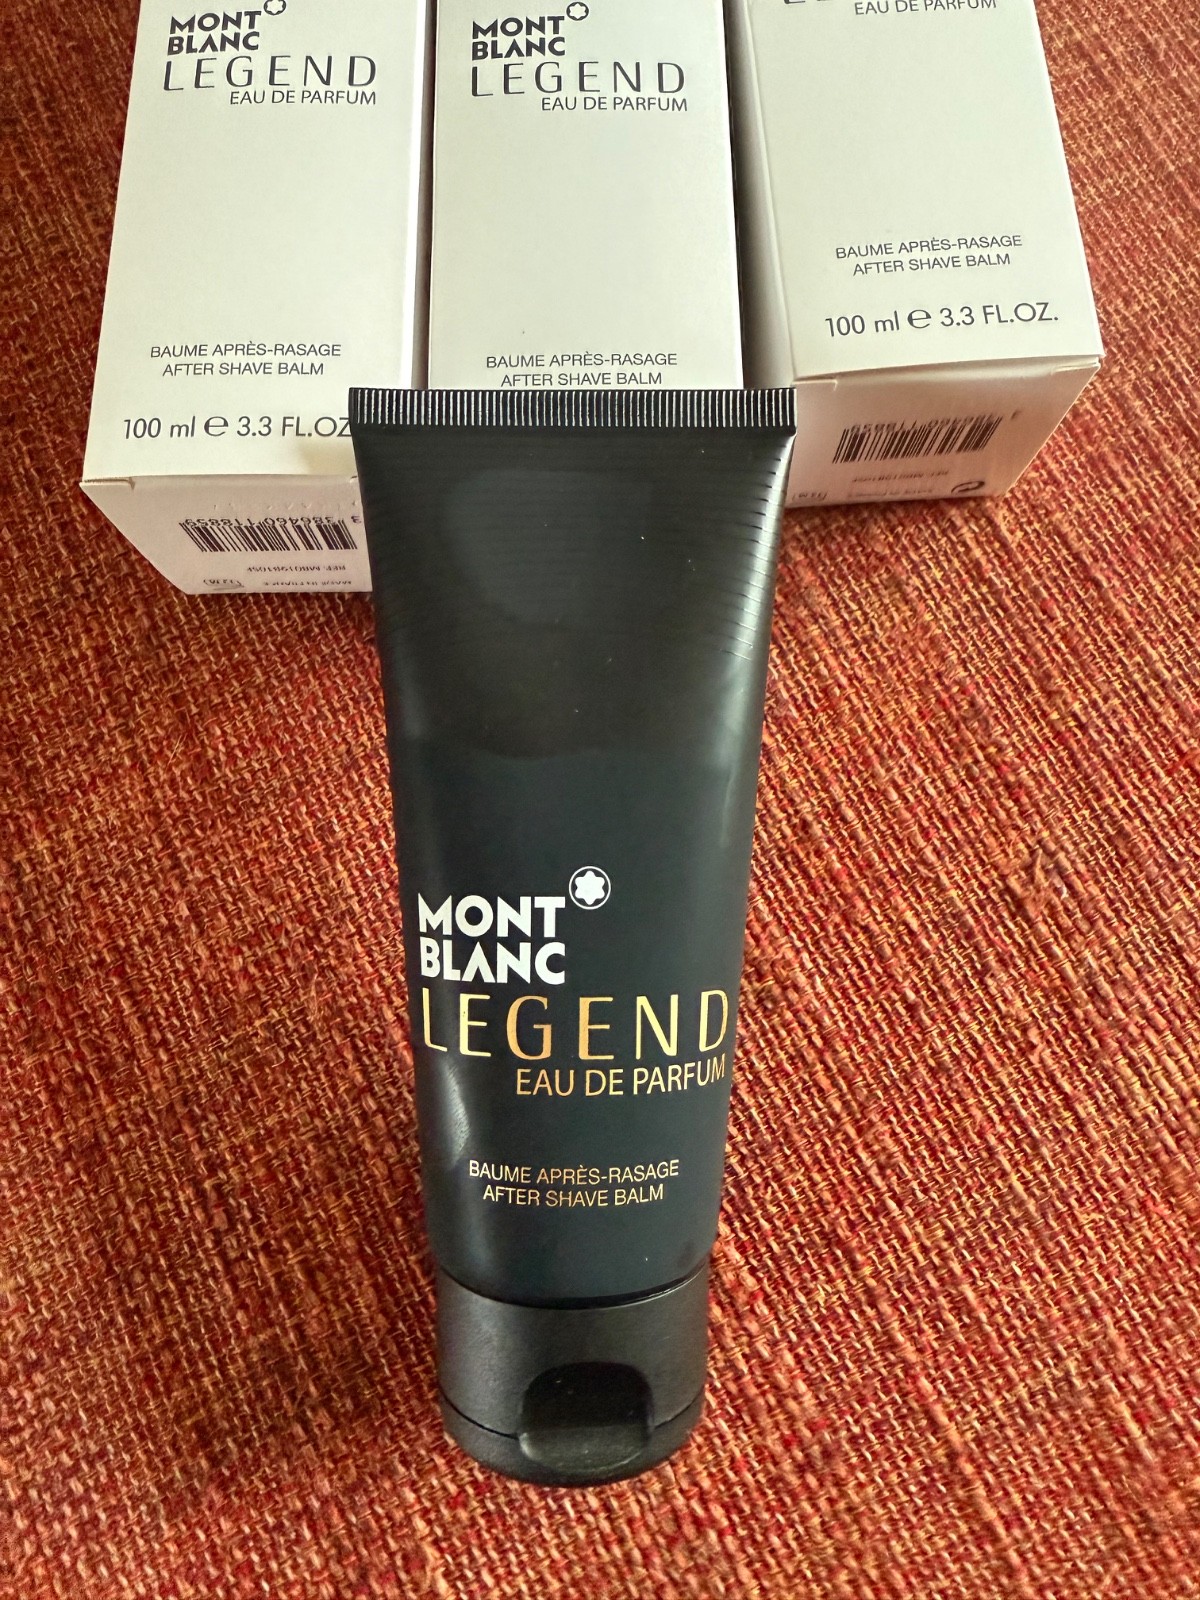 MONT
BLANC
LEGEND
EAU DE PARFUM
BAUME APRÈS-RASAGE
AFTER SHAVE BALM
100 ml e 3.3 FL.OZ
3 386460 118859
MONT
BLANC
LEGEND
EAU DE PARFUM
BAUME APRÈS-RASAGE
AFTER SHAVE BALM
EAU DE PARFUM
BAUME APRÈS-RASAGE
AFTER SHAVE BALM
100 ml e 3.3 FL.OZ.
MONT
BLANC
LEGEND
EAU DE PARFUM
BAUME APRÈS-RASAGE
AFTER SHAVE BALM